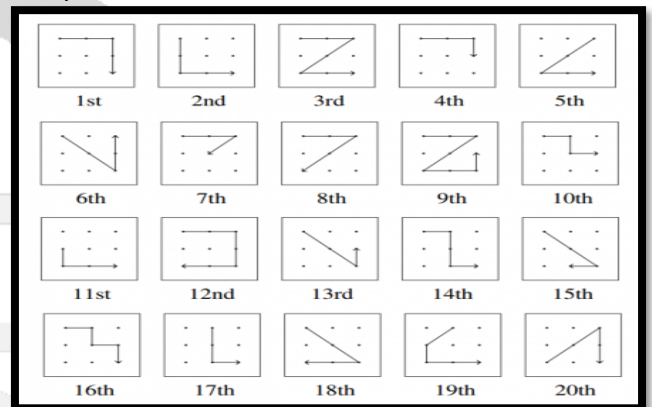 1st 2nd 3rd 4th 5th
6th 7th 8th 9th 10th
11st 12nd 13rd 14th 15th
16th 17th 18th 19th 20th